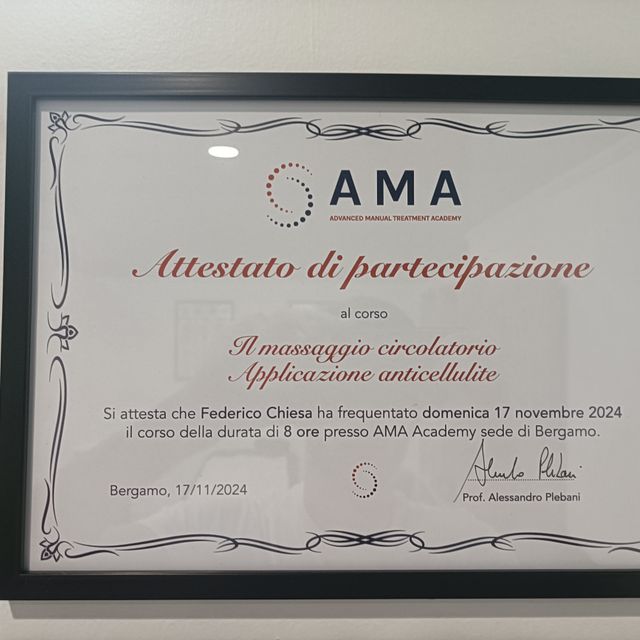 AMA
ADVANCED MANUAL TREATMENT ACADEMY
Attestato di partecipazione
al corso
Il massaggio circolatorio
Applicazione anticellulite
Si attesta che Federico Chiesa ha frequentato domenica 17 novembre 2024
il corso della durata di 8 ore presso AMA Academy sede di Bergamo.
Bergamo, 17/11/2024
Prof. Alessandro Plebani